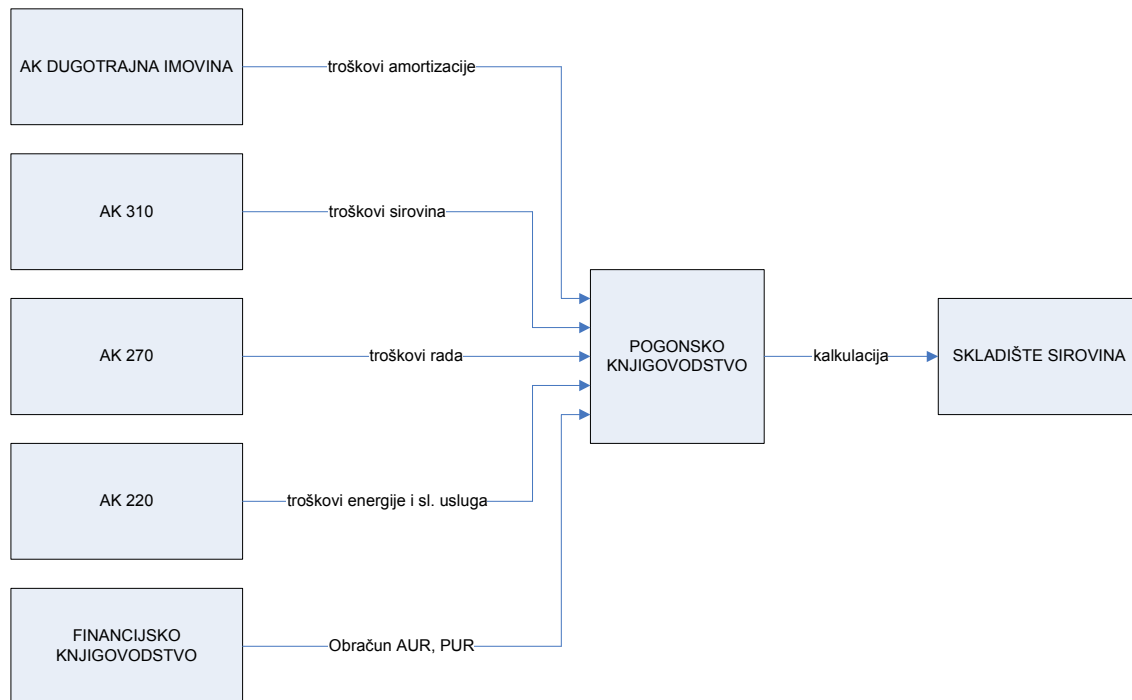 AK DUGOTRAJNA IMOVINA
troškovi amortizacije
AK 310
troškovi sirovina
AK 270
troškovi rada
AK 220
troškovi energije i sl. usluga
FINANCIJSKO
KNJIGOVODSTVO
Obračun AUR, PUR
POGONSKO
KNJIGOVODSTVO
kalkulacija
SKLADIŠTE SIROVINA